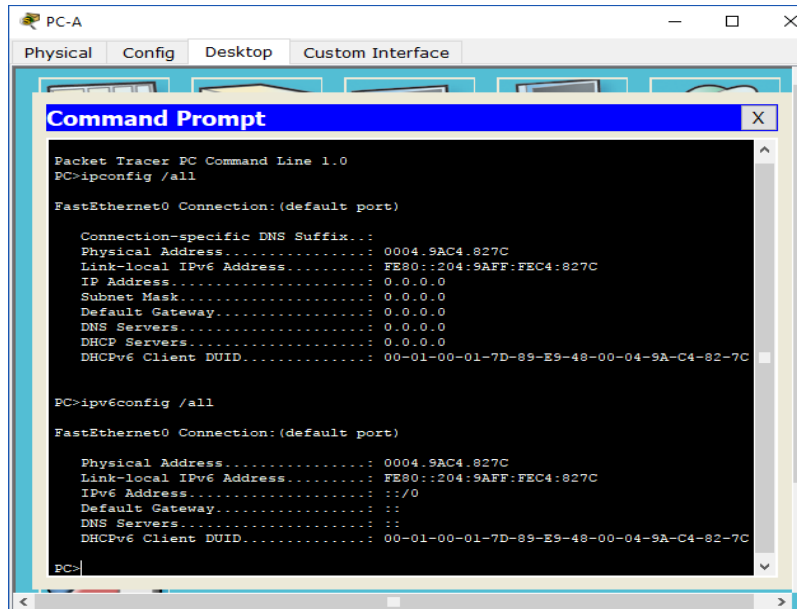 PC-A
Physical Config Desktop Custom Interface
Command Prompt
X
Packet Tracer PC Command Line 1.0
PC>ipconfig /all
FastEthernet0 Connection:(default port)
Connection-specific DNS Suffix..:
Physical Address................: 0004.9AC4.827C
Link-local IPv6 Address.........: FE80::204:9AFF:FEC4:827C
IP Address......................: 0.0.0.0
Subnet Mask.....................: 0.0.0.0
Default Gateway.................: 0.0.0.0
DNS Servers.....................: 0.0.0.0
DHCP Servers....................: 0.0.0.0
DHCPv6 Client DUID..............: 00-01-00-01-7D-89-E9-48-00-04-9A-C4-82-7C
PC>ipv6config /all
FastEthernet0 Connection:(default port)
Physical Address................: 0004.9AC4.827C
Link-local IPv6 Address.........: FE80::204:9AFF:FEC4:827C
IPv6 Address....................: ::/0
Default Gateway.................: ::
DNS Servers.....................: ::
DHCPv6 Client DUID..............: 00-01-00-01-7D-89-E9-48-00-04-9A-C4-82-7C
PC>